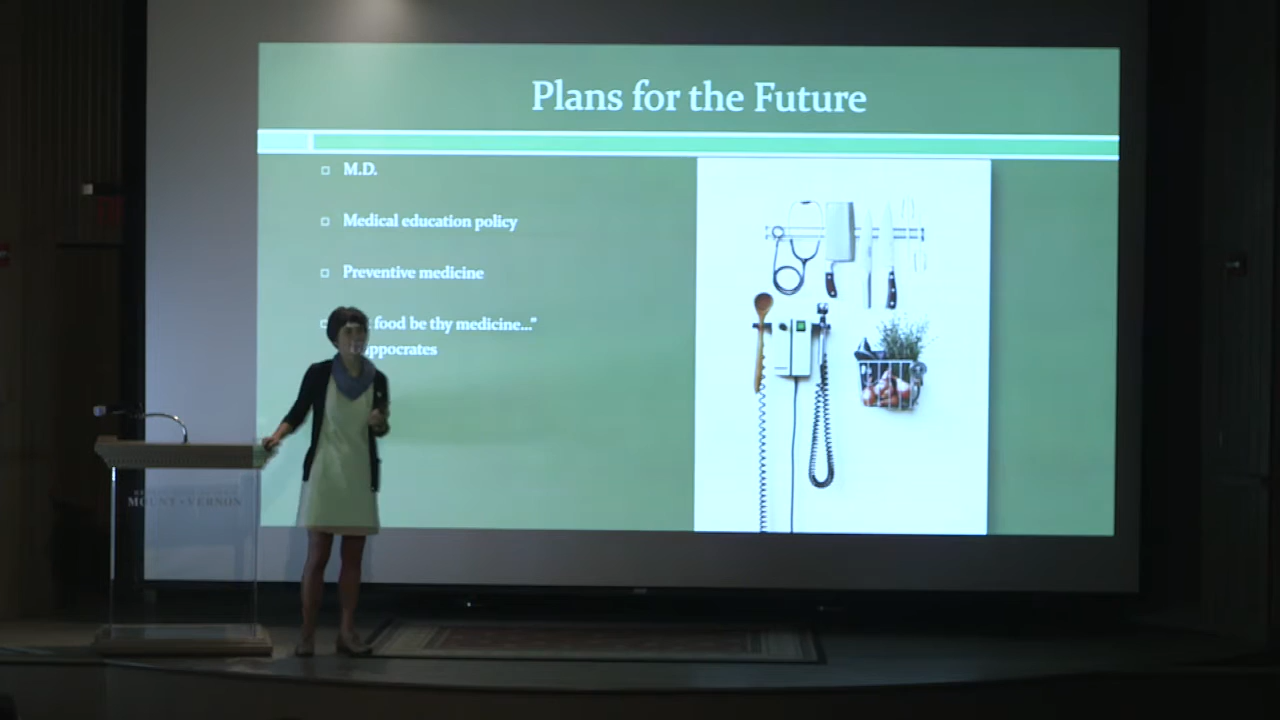 Plans for the Future
M.D.
Medical education policy
Preventive medicine
food be thy medicine..."
ppocrates
MOUNT VERNON